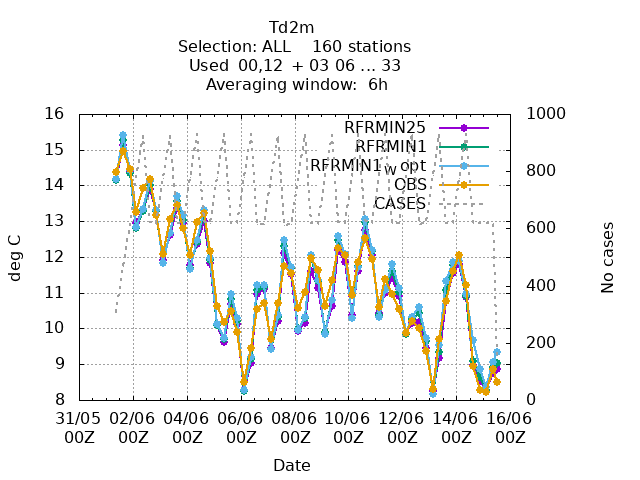 Td2m
Selection: ALL 160 stations
Used 00,12 + 03 06 ... 33
Averaging window: 6h
16 1000
RFRMIN25
15 RFRMIN1 800
RFRMIN1w opt
14 OBS
CASES
13 600
12
11 400
10
9 200
8 0
deg C
No cases
31/05 02/06 04/06 06/06 08/06 10/06 12/06 14/06 16/06
00Z 00Z 00Z 00Z 00Z 00Z 00Z 00Z 00Z
Date